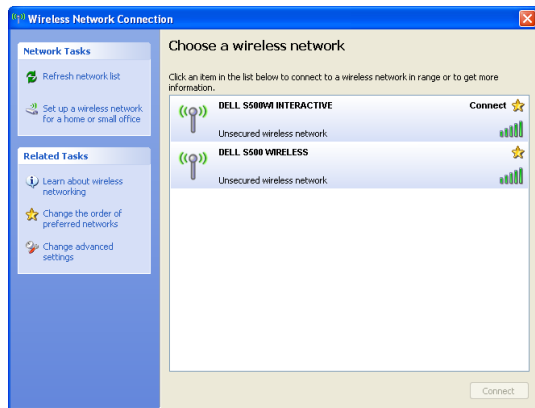 Wireless Network Connection
Network Tasks
Refresh network list
Set up a wireless network
for a home or small office
Related Tasks
Learn about wireless
networking
Change the order of
preferred networks
Change advanced
settings
Choose a wireless network
Click an item in the list below to connect to a wireless network in range or to get more
information.
DELL S500WI INTERACTIVE
Connect
Unsecured wireless network
DELL S500 WIRELESS
Unsecured wireless network
Connect